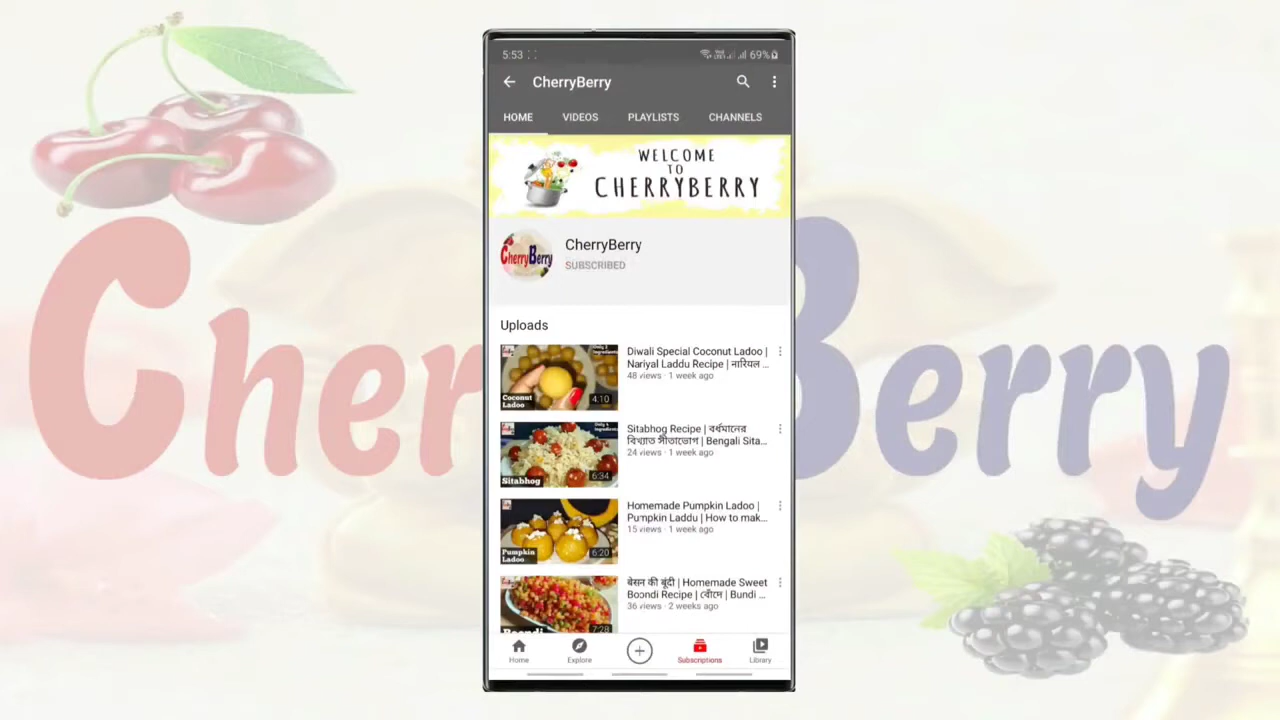 5:53
69%
CherryBerry
HOME VIDEOS PLAYLISTS CHANNELS
WELCOME
TO
CHERRYBERRY
CherryBerry
CherryBerry
SUBSCRIBED
Uploads
Diwali Special Coconut Ladoo |
Nariyal Laddu Recipe | नारियल ...
48 views · 1 week ago
Coconut
Ladoo
4:10
Sitabhog Recipe | বর্ধমানের
বিখ্যাত সীতাভোগ | Bengali Sita...
24 views · 1 week ago
Sitabhog
6:34
Homemade Pumpkin Ladoo |
Pumpkin Laddu | How to mak...
15 views · 1 week ago
Pumpkin
Ladoo
6:20
बेसन की बूंदी | Homemade Sweet
Boondi Recipe | বোঁদে | Bundi ...
36 views · 2 weeks ago
Boondi
7:28
Home Explore Subscriptions Library
Cher Berry